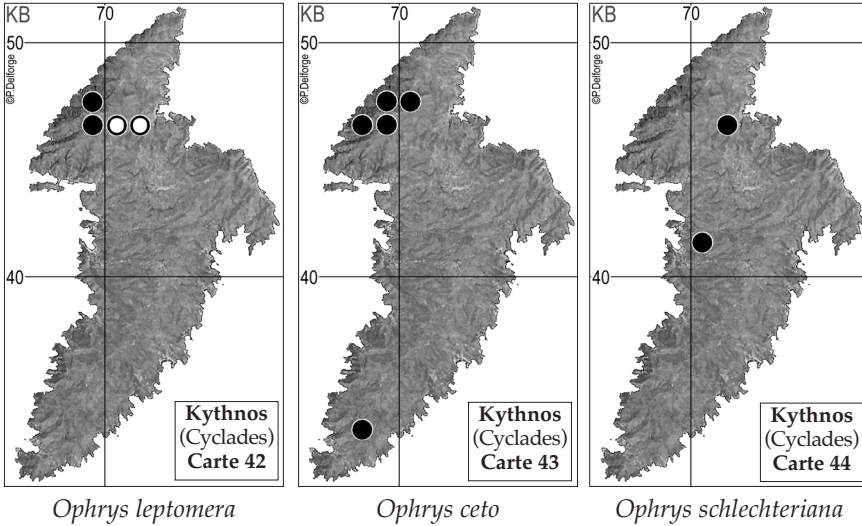 KB 70
50
©P.Delforge
40
Kythnos
(Cyclades)
Carte 42
Ophrys leptomera
KB 70
50
©P.Delforge
40
Kythnos
(Cyclades)
Carte 43
Ophrys ceto
KB 70
50
©P.Delforge
40
Kythnos
(Cyclades)
Carte 44
Ophrys schlechteriana